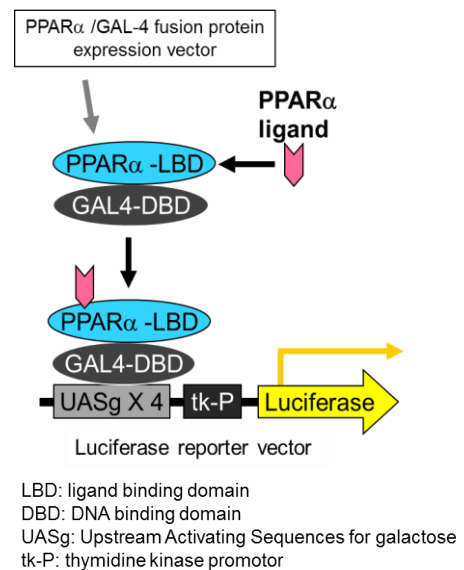 PPARα /GAL-4 fusion protein
expression vector
PPARα
ligand
PPARα -LBD
GAL4-DBD
PPARα -LBD
GAL4-DBD
UASg X 4
tk-P
Luciferase
Luciferase reporter vector
LBD: ligand binding domain
DBD: DNA binding domain
UASg: Upstream Activating Sequences for galactose
tk-P: thymidine kinase promotor